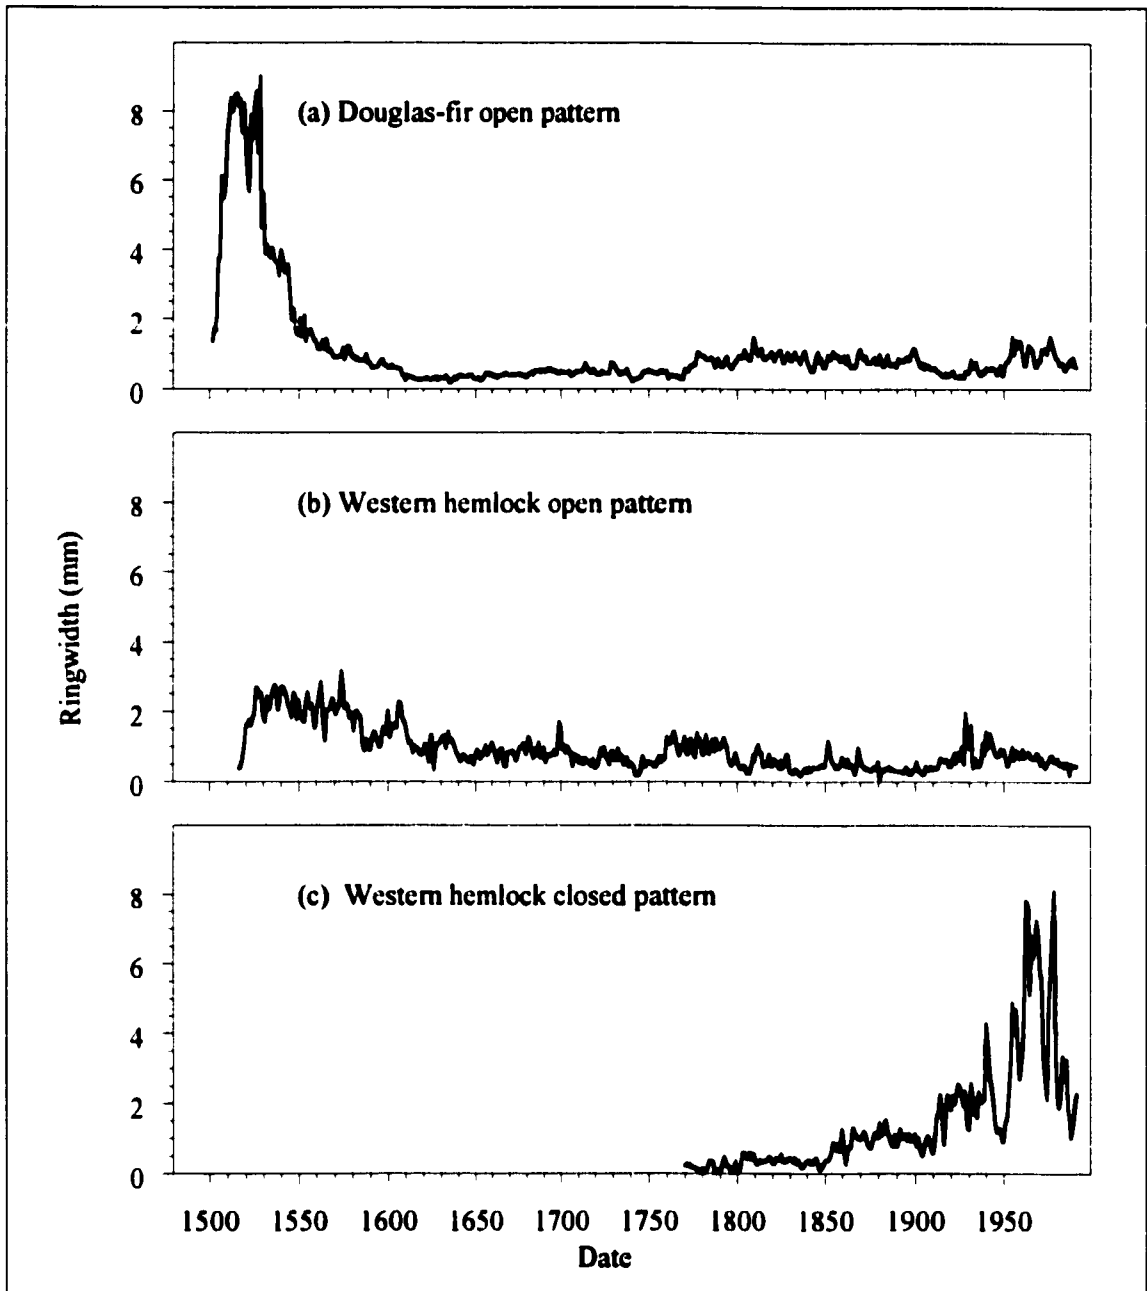 (a) Douglas-fir open pattern
8
6
4
2
0
(b) Western hemlock open pattern
8
6
4
2
0
Ringwidth (mm)
(c) Western hemlock closed pattern
8
6
4
2
0
1500 1550 1600 1650 1700 1750 1800 1850 1900 1950
Date